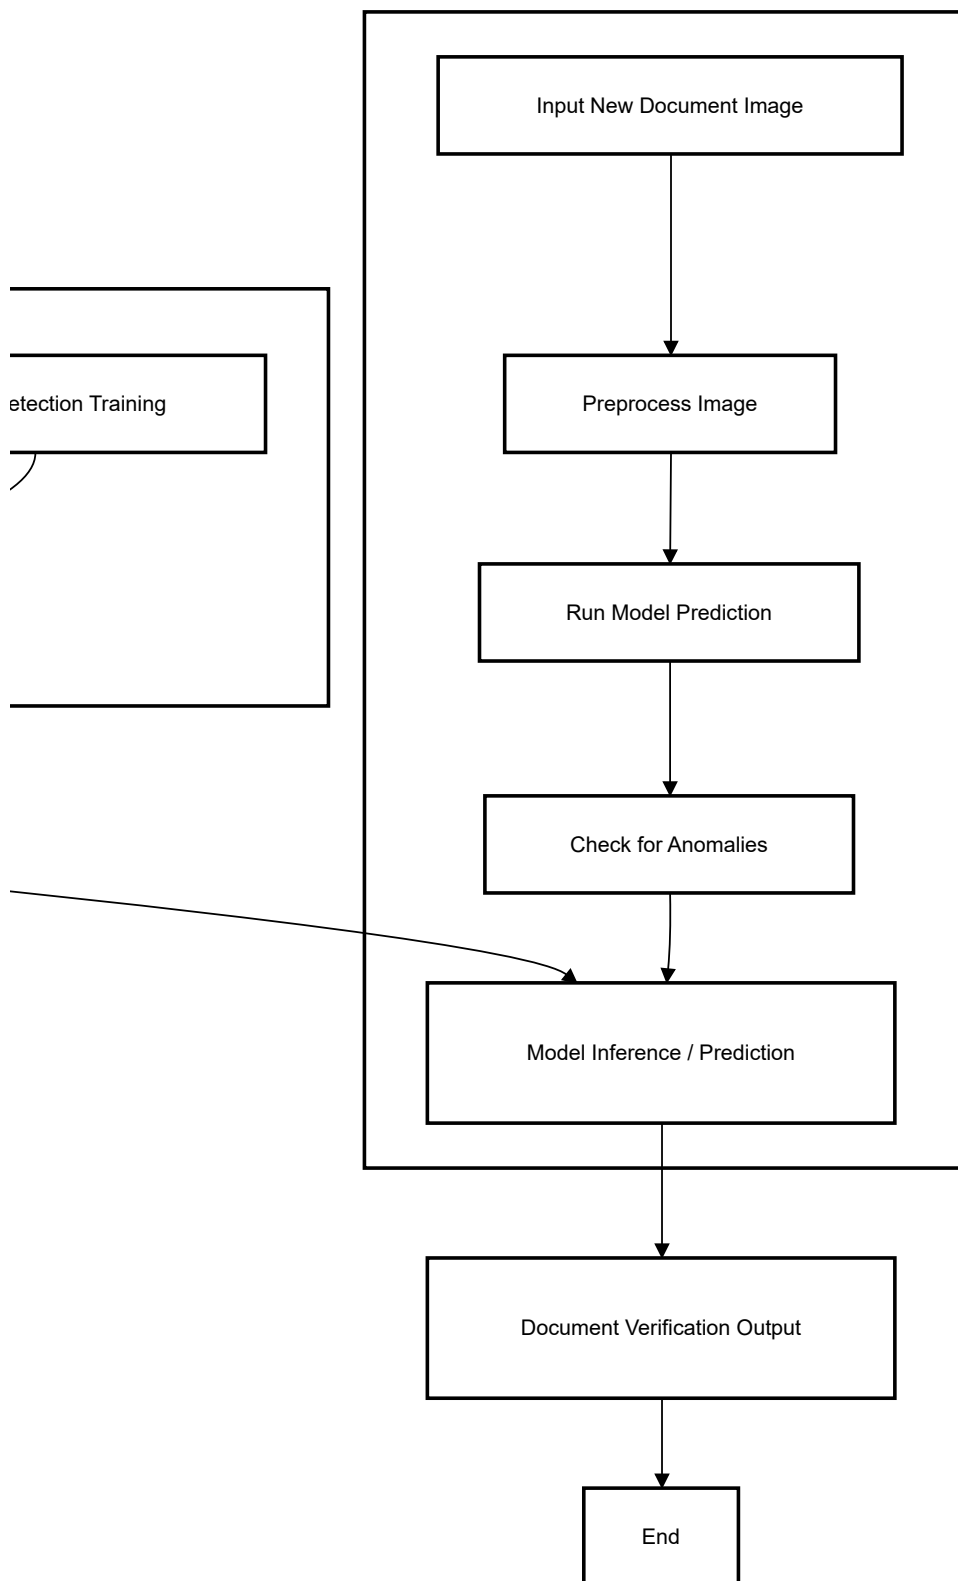 Input New Document Image
etection Training
Preprocess Image
Run Model Prediction
Check for Anomalies
Model Inference / Prediction
Document Verification Output
End